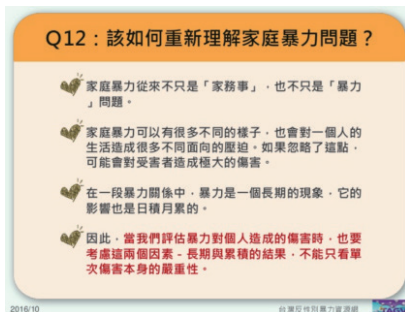 Q12：該如何重新理解家庭暴力問題？
家庭暴力從來不只是「家務事」，也不只是「暴力
」問題。
家庭暴力可以有很多不同的樣子，也會對一個人的
生活造成很多不同面向的壓迫。如果忽略了這點，
可能會對受害者造成極大的傷害。
在一段暴力關係中，暴力是一個長期的現象，它的
影響也是日積月累的。
因此，當我們評估暴力對個人造成的傷害時，也要
考慮這兩個因素－長期與累積的結果，不能只看單
次傷害本身的嚴重性。
2016/10
台灣反性別暴力資源網